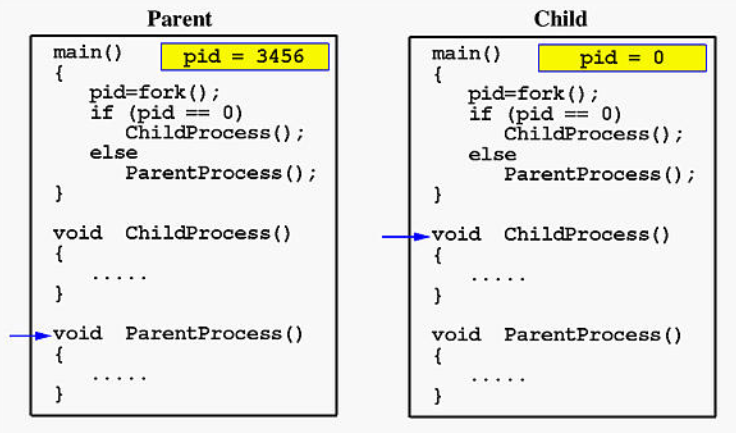 Parent
main()
pid = 3456
{
pid=fork();
if (pid == 0)
ChildProcess();
else
ParentProcess();
}
void ChildProcess()
{
.....
}
void ParentProcess()
{
.....
}
Child
main()
pid = 0
{
pid=fork();
if (pid == 0)
ChildProcess();
else
ParentProcess();
}
void ChildProcess()
{
.....
}
void ParentProcess()
{
.....
}